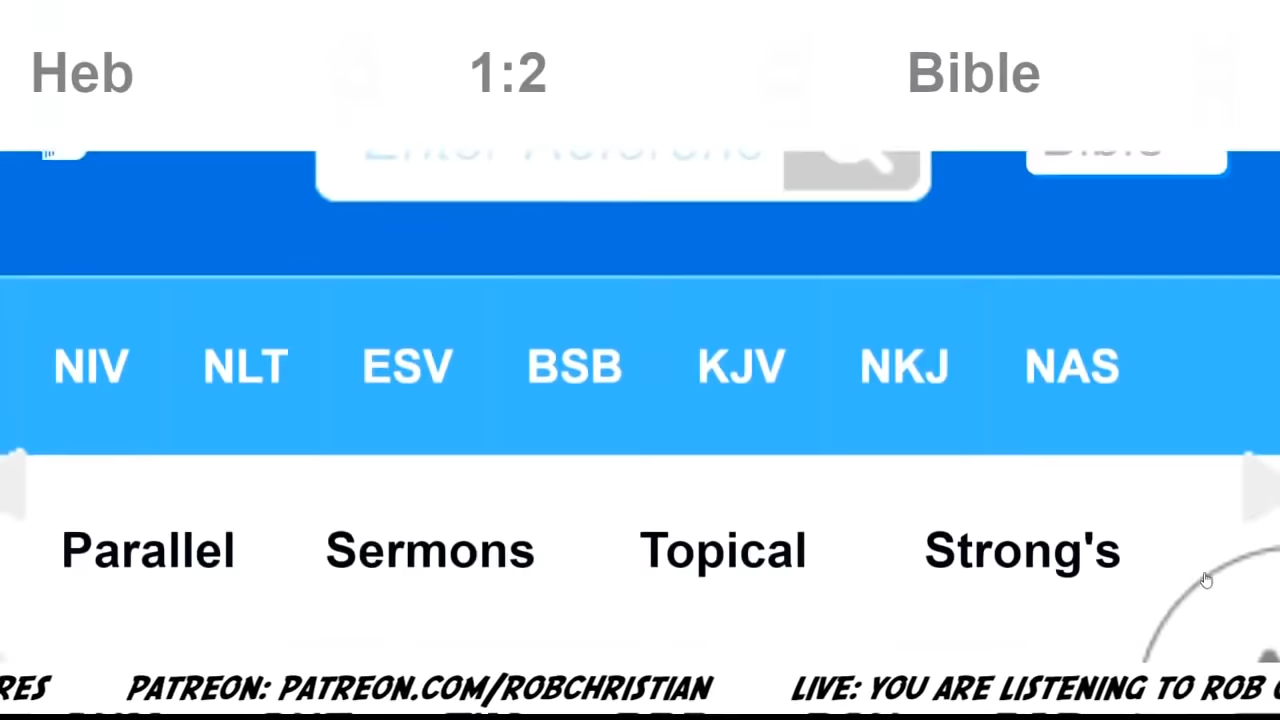 Heb 1:2 Bible
NIV NLT ESV BSB KJV NKJ NAS
Parallel Sermons Topical Strong's
PATREON: PATREON.COM/ROBCHRISTIAN LIVE: YOU ARE LISTENING TO ROB